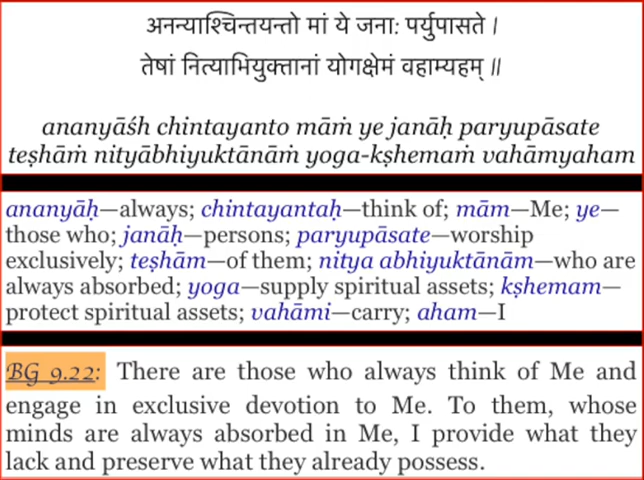 अनन्याश्चिन्तयन्तो मां ये जना: पर्युपासते ।
तेषां नित्याभियुक्तानां योगक्षेमं वहाम्यहम् ॥
ananyāśh chintayanto māṁ ye janāḥ paryupāsate
teṣhāṁ nityābhiyuktānāṁ yoga-kṣhemaṁ vahāmyaham
ananyāḥ—always; chintayantaḥ—think of; mām—Me; ye—
those who; janāḥ—persons; paryupāsate—worship
exclusively; teṣhām—of them; nitya abhiyuktānām—who are
always absorbed; yoga—supply spiritual assets; kṣhemam—
protect spiritual assets; vahāmi—carry; aham—I
BG 9.22: There are those who always think of Me and
engage in exclusive devotion to Me. To them, whose
minds are always absorbed in Me, I provide what they
lack and preserve what they already possess.